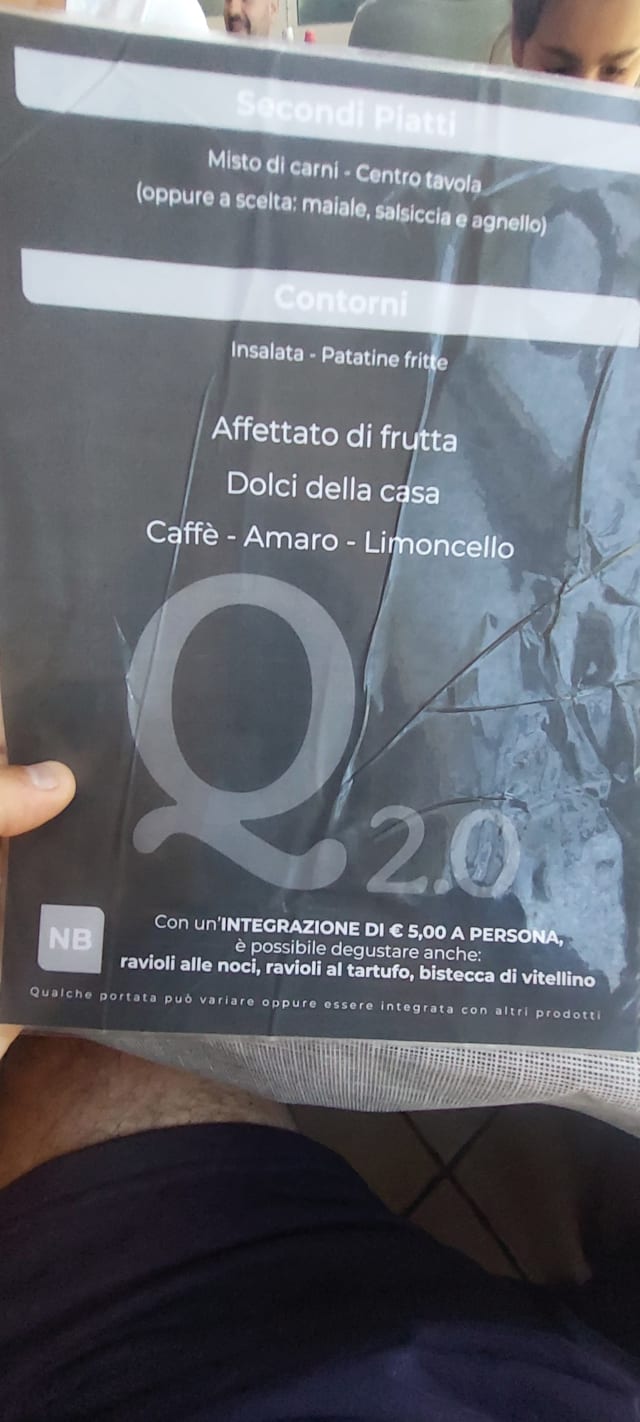 Secondi Piatti
Misto di carni - Centro tavola
(oppure a scelta: maiale, salsiccia e agnello)
Contorni
Insalata - Patatine fritte
Affettato di frutta
Dolci della casa
Caffè - Amaro - Limoncello
Q 2.0
NB
Con un'INTEGRAZIONE DI € 5,00 A PERSONA,
è possibile degustare anche:
ravioli alle noci, ravioli al tartufo, bistecca di vitellino
Qualche portata può variare oppure essere integrata con altri prodotti